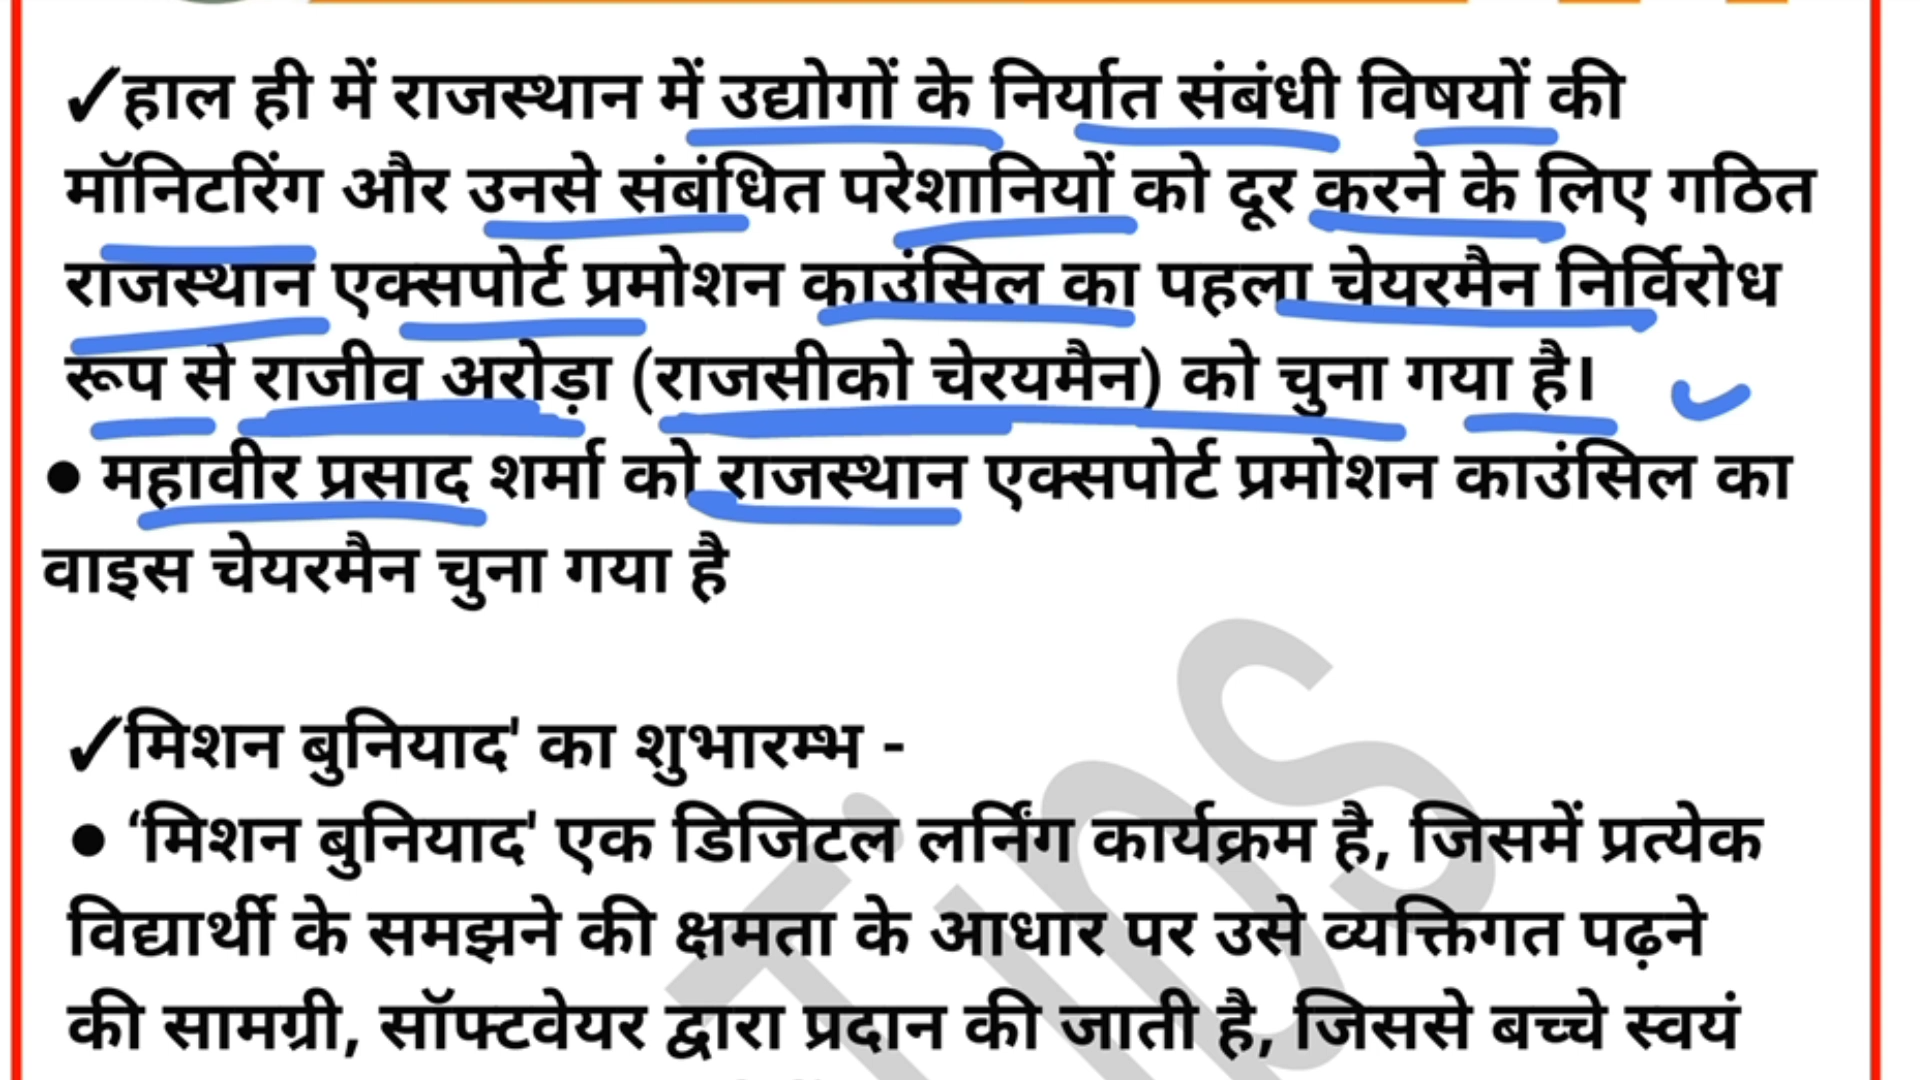 ✓हाल ही में राजस्थान में उद्योगों के निर्यात संबंधी विषयों की
मॉनिटरिंग और उनसे संबंधित परेशानियों को दूर करने के लिए गठित
राजस्थान एक्सपोर्ट प्रमोशन काउंसिल का पहला चेयरमैन निर्विरोध
रूप से राजीव अरोड़ा (राजसीको चेरयमैन) को चुना गया है।
● महावीर प्रसाद शर्मा को राजस्थान एक्सपोर्ट प्रमोशन काउंसिल का
वाइस चेयरमैन चुना गया है
✓मिशन बुनियाद' का शुभारम्भ -
● ‘मिशन बुनियाद' एक डिजिटल लर्निंग कार्यक्रम है, जिसमें प्रत्येक
विद्यार्थी के समझने की क्षमता के आधार पर उसे व्यक्तिगत पढ़ने
की सामग्री, सॉफ्टवेयर द्वारा प्रदान की जाती है, जिससे बच्चे स्वयं
Tips